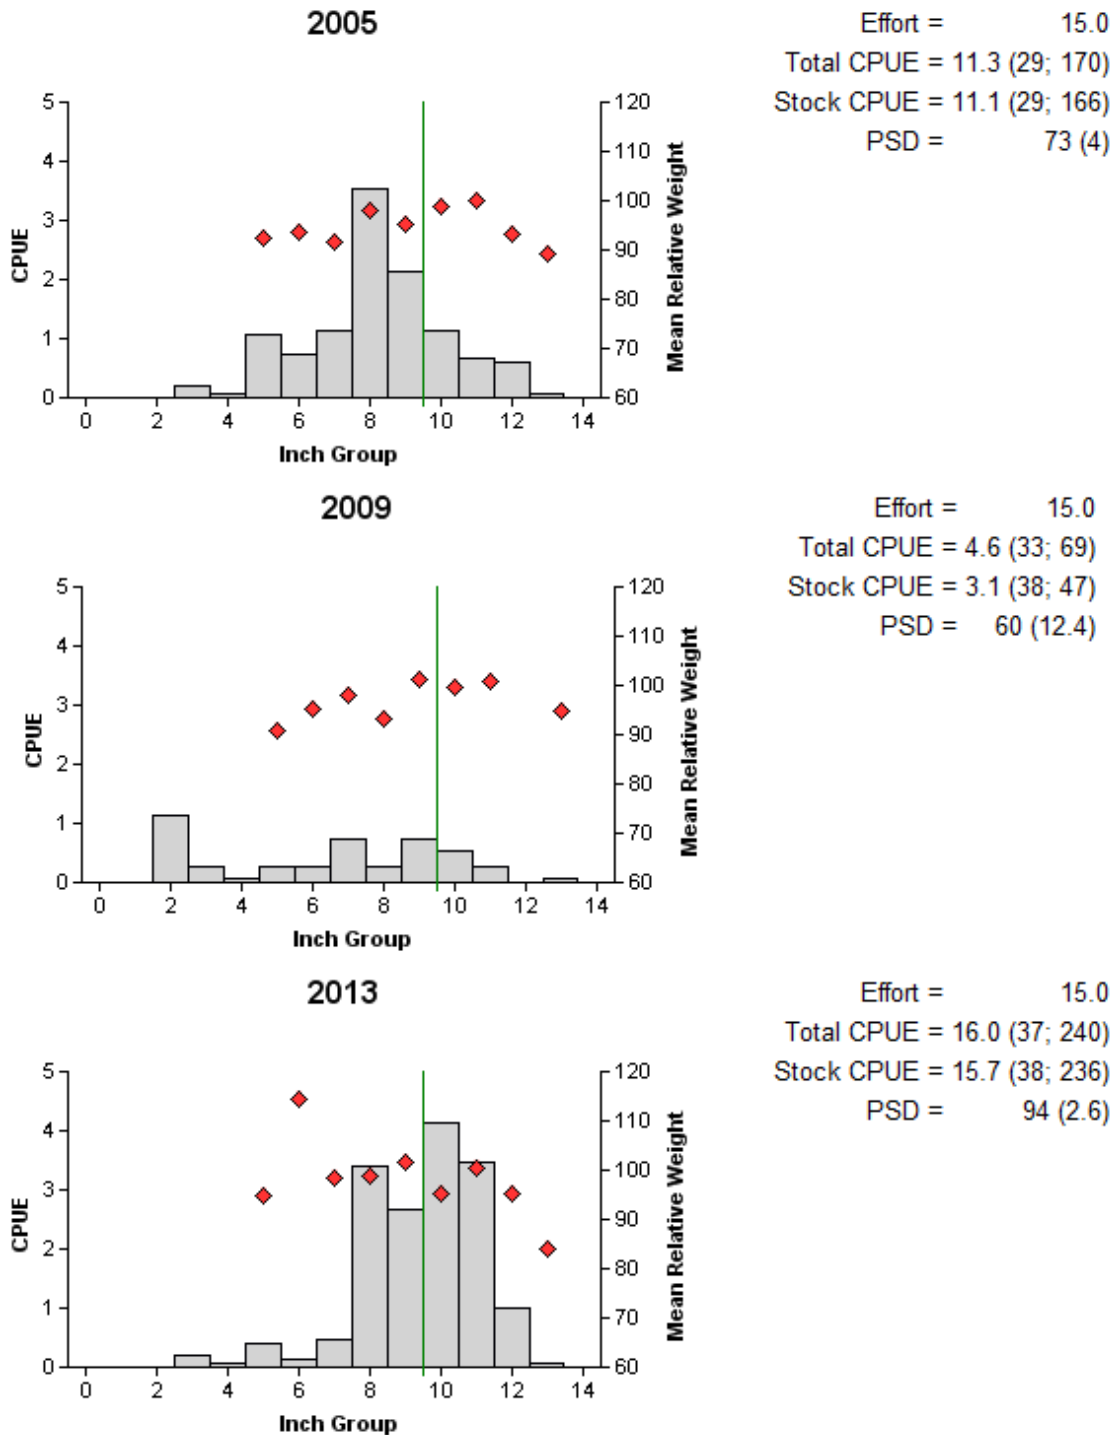 2005
Effort = 15.0
Total CPUE = 11.3 (29; 170)
Stock CPUE = 11.1 (29; 166)
PSD = 73 (4)
5
4
3
2
1
0
CPUE
120
110
100
90
80
70
60
Mean Relative Weight
0 2 4 6 8 10 12 14
Inch Group
2009
Effort = 15.0
Total CPUE = 4.6 (33; 69)
Stock CPUE = 3.1 (38; 47)
PSD = 60 (12.4)
5
4
3
2
1
0
CPUE
120
110
100
90
80
70
60
Mean Relative Weight
0 2 4 6 8 10 12 14
Inch Group
2013
Effort = 15.0
Total CPUE = 16.0 (37; 240)
Stock CPUE = 15.7 (38; 236)
PSD = 94 (2.6)
5
4
3
2
1
0
CPUE
120
110
100
90
80
70
60
Mean Relative Weight
0 2 4 6 8 10 12 14
Inch Group